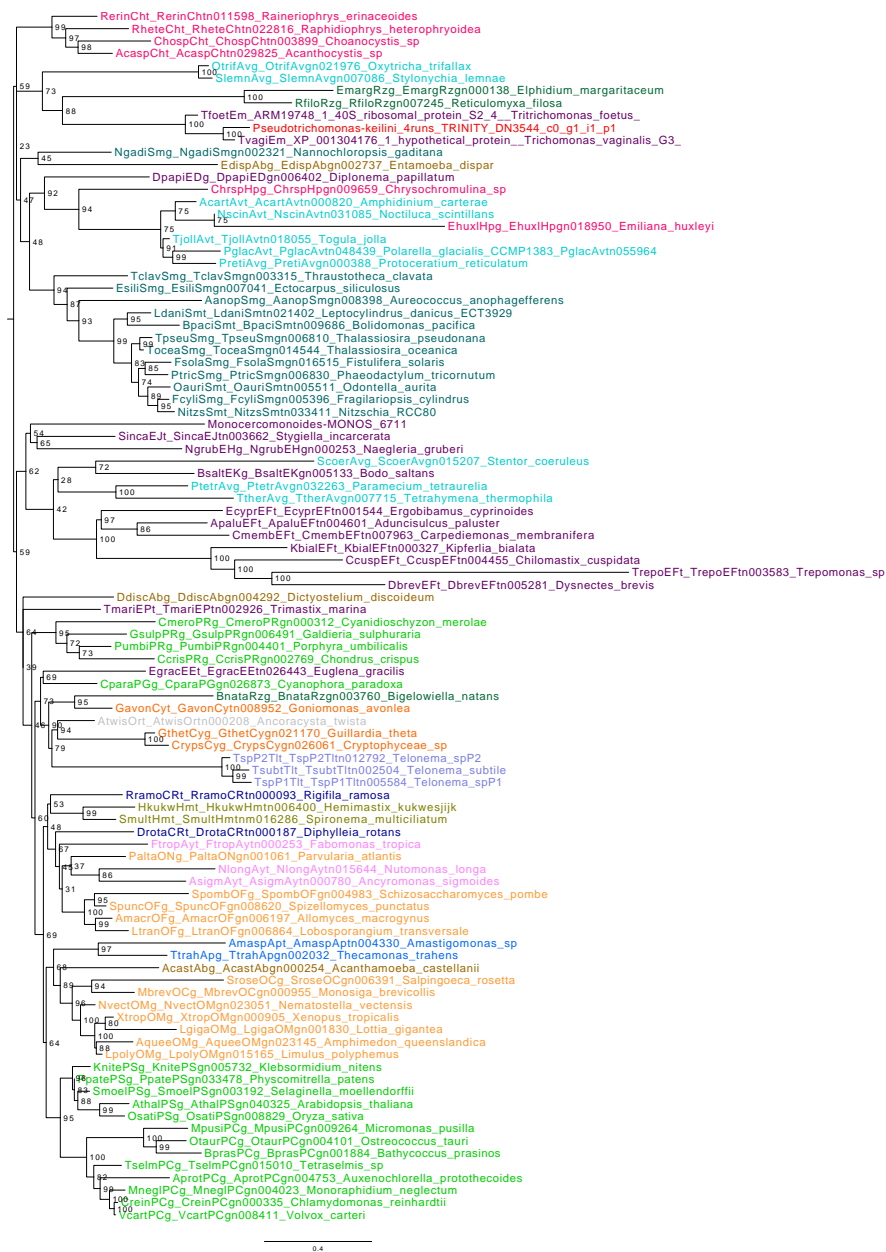 RerinCht_RerinChtn011598_Raineriophrys_erinaceoides
RheteCht_RheteChtn022816_Raphidiophrys_heterophryoidea
99
97
ChospCht_ChospChtn003899_Choanocystis_sp
98
AcaspCht_AcaspChtn029825_Acanthocystis_sp
OtrifAvg_OtrifAvgn021976_Oxytricha_trifallax
100
SlemnAvg_SlemnAvgn007086_Stylonychia_lemnae
59
73
EmargRzg_EmargRzgn000138_Elphidium_margaritaceum
100
RfiloRzg_RfiloRzgn007245_Reticulomyxa_filosa
88
TfoetEm_ARM19748_1_40S_ribosomal_protein_S2_4__Tritrichomonas_foetus_
100
Pseudotrichomonas-keilini_4runs_TRINITY_DN3544_c0_g1_i1_p1
100
TvagiEm_XP_001304176_1_hypothetical_protein__Trichomonas_vaginalis_G3_
23
NgadiSmg_NgadiSmgn002321_Nannochloropsis_gaditana
45
EdispAbg_EdispAbgn002737_Entamoeba_dispar
DpapiEDg_DpapiEDgn006402_Diplonema_papillatum
92
47
ChrspHpg_ChrspHpgn009659_Chrysochromulina_sp
94
AcartAvt_AcartAvtn000820_Amphidinium_carterae
75
NscinAvt_NscinAvtn031085_Noctiluca_scintillans
75
EhuxlHpg_EhuxlHpgn018950_Emiliana_huxleyi
75
48
TjollAvt_TjollAvtn018055_Togula_jolla
91
PglacAvt_PglacAvtn048439_Polarella_glacialis_CCMP1383_PglacAvtn055964
99
PretiAvg_PretiAvgn000388_Protoceratium_reticulatum
TclavSmg_TclavSmgn003315_Thraustotheca_clavata
94
EsiliSmg_EsiliSmgn007041_Ectocarpus_siliculosus
87
AanopSmg_AanopSmgn008398_Aureococcus_anophagefferens
93
LdaniSmt_LdaniSmtn021402_Leptocylindrus_danicus_ECT3929
95
BpaciSmt_BpaciSmtn009686_Bolidomonas_pacifica
99
TpseuSmg_TpseuSmgn006810_Thalassiosira_pseudonana
99
ToceaSmg_ToceaSmgn014544_Thalassiosira_oceanica
83
FsolaSmg_FsolaSmgn016515_Fistulifera_solaris
85
PtricSmg_PtricSmgn006830_Phaeodactylum_tricornutum
74
OauriSmt_OauriSmtn005511_Odontella_aurita
89
FcyliSmg_FcyliSmgn005396_Fragilariopsis_cylindrus
95
NitzsSmt_NitzsSmtn033411_Nitzschia_RCC80
Monocercomonoides-MONOS_6711
54
SincaEJt_SincaEJtn003662_Stygiella_incarcerata
65
NgrubEHg_NgrubEHgn000253_Naegleria_gruberi
62
ScoerAvg_ScoerAvgn015207_Stentor_coeruleus
72
BsaltEKg_BsaltEKgn005133_Bodo_saltans
28
PtetrAvg_PtetrAvgn032263_Paramecium_tetraurelia
100
TtherAvg_TtherAvgn007715_Tetrahymena_thermophila
42
EcyprEFt_EcyprEFtn001544_Ergobibamus_cyprinoides
97
ApaluEFt_ApaluEFtn004601_Aduncisulcus_paluster
86
CmembEFt_CmembEFtn007963_Carpediemonas_membranifera
100
KbialEFt_KbialEFtn000327_Kipferlia_bialata
59
100
CcuspEFt_CcuspEFtn004455_Chilomastix_cuspidata
100
TrepoEFt_TrepoEFtn003583_Trepomonas_sp
100
DbrevEFt_DbrevEFtn005281_Dysnectes_brevis
DdiscAbg_DdiscAbgn004292_Dictyostelium_discoideum
TmariEPt_TmariEPtn002926_Trimastix_marina
CmeroPRg_CmeroPRgn000312_Cyanidioschyzon_merolae
64
95
GsulpPRg_GsulpPRgn006491_Galdieria_sulphuraria
72
PumbiPRg_PumbiPRgn004401_Porphyra_umbilicalis
73
CcrisPRg_CcrisPRgn002769_Chondrus_crispus
39
EgracEEt_EgracEEtn026443_Euglena_gracilis
69
CparaPGg_CparaPGgn026873_Cyanophora_paradoxa
BnataRzg_BnataRzgn003760_Bigelowiella_natans
73
95
GavonCyt_GavonCytn008952_Goniomonas_avonlea
AtwisOrt_AtwisOrtn000208_Ancoracysta_twista
46
90
94
GthetCyg_GthetCygn021170_Guillardia_theta
100
CrypsCyg_CrypsCygn026061_Cryptophyceae_sp
79
TspP2Tlt_TspP2Tltn012792_Telonema_spP2
100
TsubtTlt_TsubtTltn002504_Telonema_subtile
99
TspP1Tlt_TspP1Tltn005584_Telonema_spP1
RramoCRt_RramoCRtn000093_Rigifila_ramosa
53
HkukwHmt_HkukwHmtn006400_Hemimastix_kukwesjijk
99
SmultHmt_SmultHmtnm016286_Spironema_multiciliatum
60
48
DrotaCRt_DrotaCRtn000187_Diphylleia_rotans
FtropAyt_FtropAytn000253_Fabomonas_tropica
67
PaltaONg_PaltaONgn001061_Parvularia_atlantis
37
NlongAyt_NlongAytn015644_Nutomonas_longa
86
AsigmAyt_AsigmAytn000780_Ancyromonas_sigmoides
31
SpombOFg_SpombOFgn004983_Schizosaccharomyces_pombe
95
SpuncOFg_SpuncOFgn008620_Spizellomyces_punctatus
100
AmacrOFg_AmacrOFgn006197_Allomyces_macrogynus
99
LtranOFg_LtranOFgn006864_Lobosporangium_transversale
69
AmaspApt_AmaspAptn004330_Amastigomonas_sp
97
TtrahApg_TtrahApgn002032_Thecamonas_trahens
68
AcastAbg_AcastAbgn000254_Acanthamoeba_castellanii
SroseOCg_SroseOCgn006391_Salpingoeca_rosetta
89
94
MbrevOCg_MbrevOCgn000955_Monosiga_brevicollis
NvectOMg_NvectOMgn023051_Nematostella_vectensis
XtropOMg_XtropOMgn000905_Xenopus_tropicalis
100
80
LgigaOMg_LgigaOMgn001830_Lottia_gigantea
100
AqueeOMg_AqueeOMgn023145_Amphimedon_queenslandica
64
88
LpolyOMg_LpolyOMgn015165_Limulus_polyphemus
KnitePSg_KnitePSgn005732_Klebsormidium_nitens
PpatePSg_PpatePSgn033478_Physcomitrella_patens
83
SmoelPSg_SmoelPSgn003192_Selaginella_moellendorffii
88
AthalPSg_AthalPSgn040325_Arabidopsis_thaliana
99
OsatiPSg_OsatiPSgn008829_Oryza_sativa
95
MpusiPCg_MpusiPCgn009264_Micromonas_pusilla
100
OtaurPCg_OtaurPCgn004101_Ostreococcus_tauri
99
BprasPCg_BprasPCgn001884_Bathycoccus_prasinos
100
TselmPCg_TselmPCgn015010_Tetraselmis_sp
82
AprotPCg_AprotPCgn004753_Auxenochlorella_protothecoides
99
MneglPCg_MneglPCgn004023_Monoraphidium_neglectum
100
CreinPCg_CreinPCgn000335_Chlamydomonas_reinhardtii
100
VcartPCg_VcartPCgn008411_Volvox_carteri
0.4